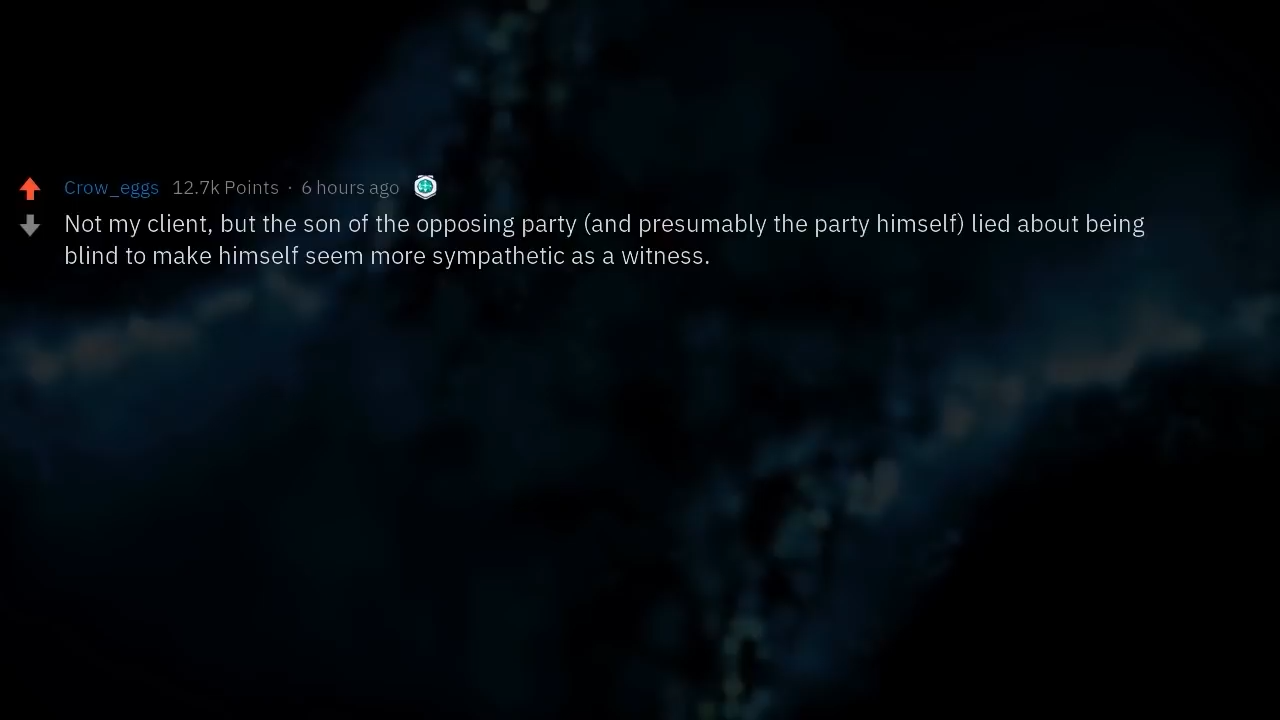 Crow_eggs 12.7k Points · 6 hours ago
Not my client, but the son of the opposing party (and presumably the party himself) lied about being
blind to make himself seem more sympathetic as a witness.